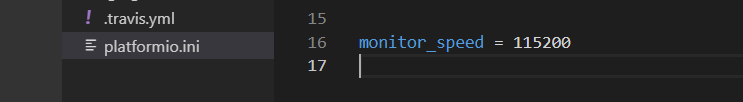 .travis.yml
platformio.ini
15
16 monitor_speed = 115200
17